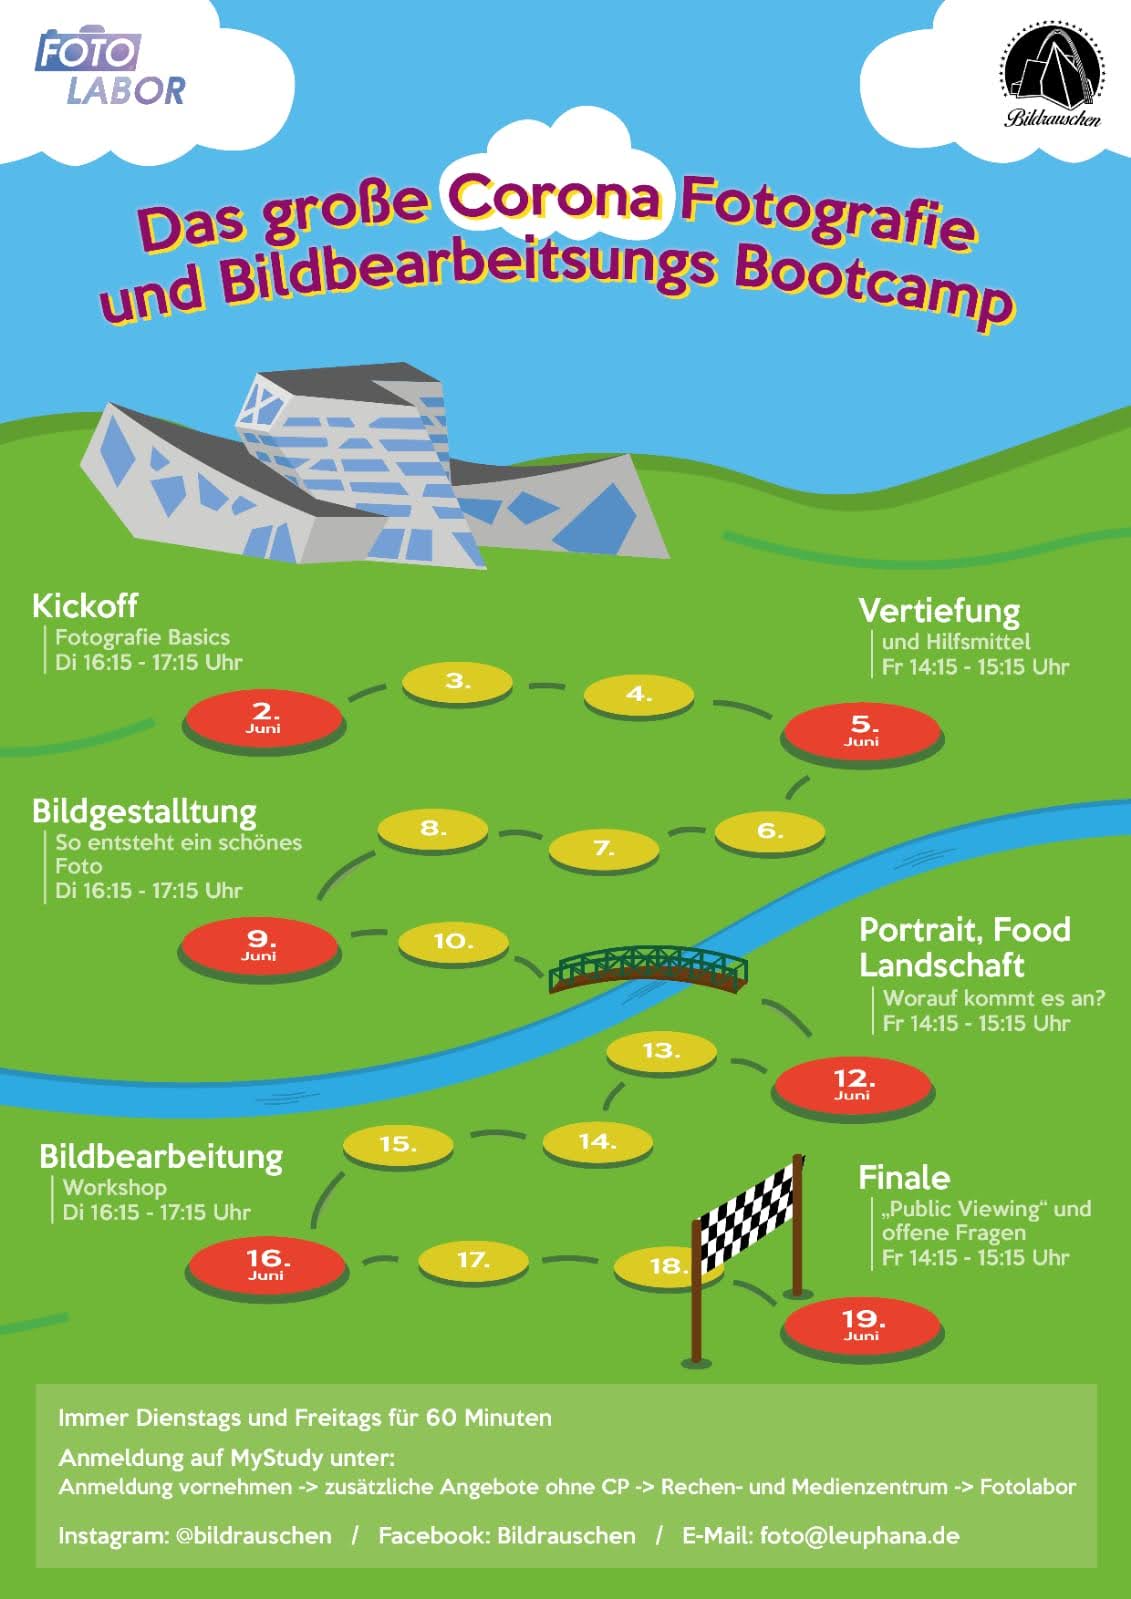 FOTO
LABOR
Bildrauschen
Das große Corona Fotografie
und Bildbearbeitsungs Bootcamp
Kickoff
Fotografie Basics
Di 16:15 - 17:15 Uhr
Vertiefung
und Hilfsmittel
Fr 14:15 - 15:15 Uhr
2.
Juni
3.
4.
5.
Juni
6.
7.
8.
Bildgestalltung
So entsteht ein schönes
Foto
Di 16:15 - 17:15 Uhr
9.
Juni
10.
Portrait, Food
Landschaft
Worauf kommt es an?
Fr 14:15 - 15:15 Uhr
12.
Juni
13.
14.
15.
Bildbearbeitung
Workshop
Di 16:15 - 17:15 Uhr
16.
Juni
17.
18.
Finale
„Public Viewing“ und
offene Fragen
Fr 14:15 - 15:15 Uhr
19.
Juni
Immer Dienstags und Freitags für 60 Minuten
Anmeldung auf MyStudy unter:
Anmeldung vornehmen -> zusätzliche Angebote ohne CP -> Rechen- und Medienzentrum -> Fotolabor
Instagram: @bildrauschen / Facebook: Bildrauschen / E-Mail: foto@leuphana.de